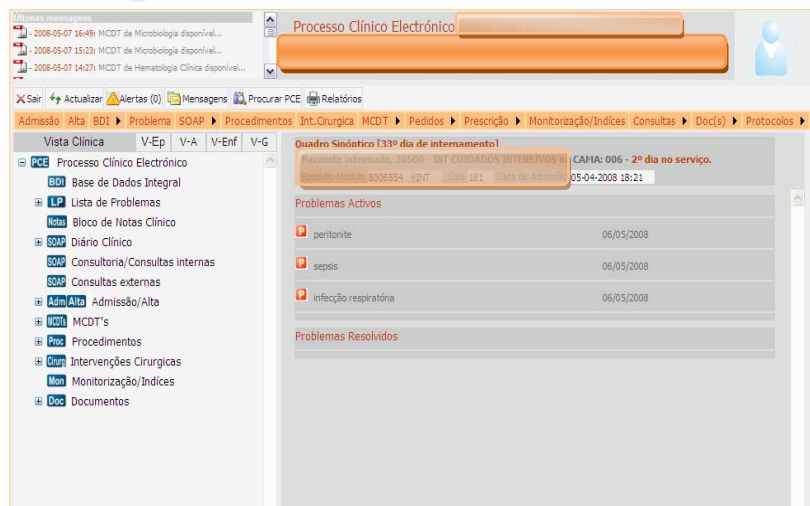 Últimas mensagens
- 2008-05-07 16:49: MCDT de Microbiologia disponível...
- 2008-05-07 15:23: MCDT de Microbiologia disponível...
- 2008-05-07 14:27: MCDT de Hematologia Clínica disponível...
Processo Clínico Electrónico
Sair Actualizar Alertas (0) Mensagens Procurar PCE Relatórios
Admissão Alta BDI Problema SOAP Procedimentos Int.Cirurgica MCDT Pedidos Prescrição Monitorização/Indíces Consultas Doc(s) Protocolos
Vista Clínica V-Ep V-A V-Enf V-G
PCE Processo Clínico Electrónico
BDI Base de Dados Integral
LP Lista de Problemas
Notas Bloco de Notas Clínico
SOAP Diário Clínico
SOAP Consultoria/Consultas internas
SOAP Consultas externas
Adm Alta Admissão/Alta
MCDTs MCDT's
Proc Procedimentos
Cirurg Intervenções Cirurgicas
Mon Monitorização/Indíces
Doc Documentos
Quadro Sinóptico [33º dia de internamento]
Paciente internado, 30500 - INT CUIDADOS INTENSIVOS n CAMA: 006 - 2º dia no serviço.
Episódio Módulo 8006554 -INT Sala 181 Data de Admissão 05-04-2008 18:21
Problemas Activos
P peritonite 06/05/2008
P sepsis 06/05/2008
P infecção respiratória 06/05/2008
Problemas Resolvidos